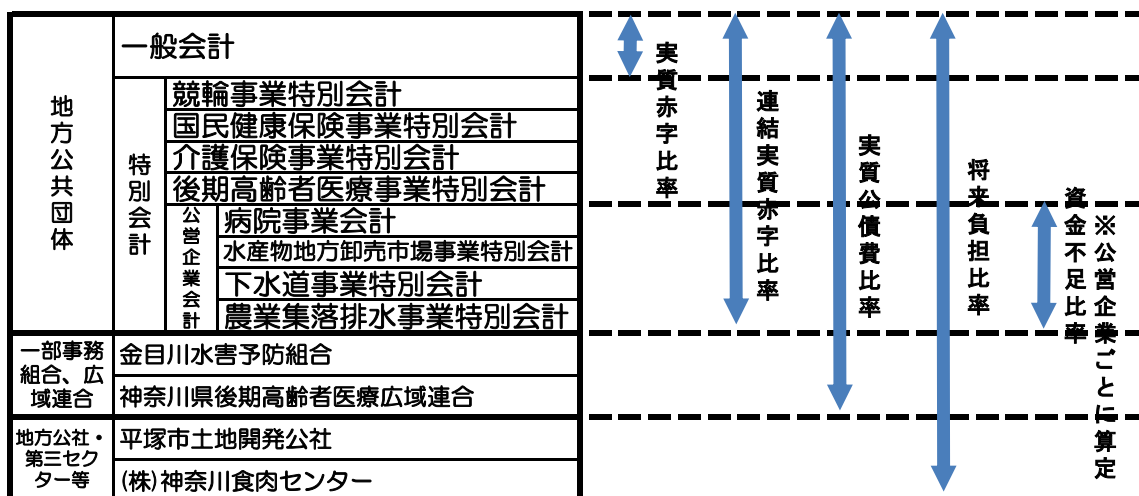 地方公共団体
一般会計
特別会計
競輪事業特別会計
国民健康保険事業特別会計
介護保険事業特別会計
後期高齢者医療事業特別会計
公営企業会計
病院事業会計
水産物地方卸売市場事業特別会計
下水道事業特別会計
農業集落排水事業特別会計
一部事務
組合、広
域連合
金目川水害予防組合
神奈川県後期高齢者医療広域連合
地方公社・
第三セク
ター等
平塚市土地開発公社
(株)神奈川食肉センター
実質赤字比率
連結実質赤字比率
実質公債費比率
将来負担比率
資金不足比率
※公営企業ごとに算定